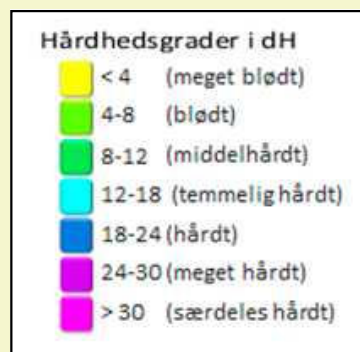 Hårdhedsgrader i dH
< 4 (meget blødt)
4-8 (blødt)
8-12 (middelhårdt)
12-18 (temmelig hårdt)
18-24 (hårdt)
24-30 (meget hårdt)
> 30 (særdeles hårdt)